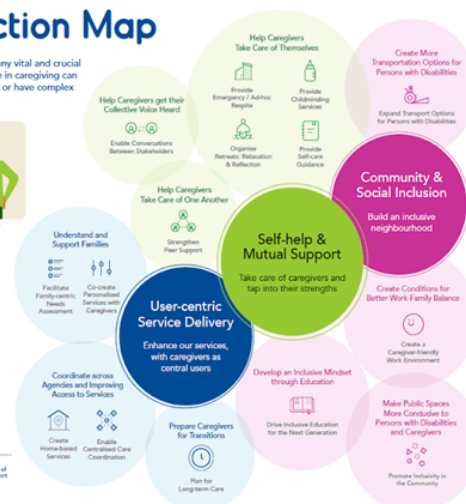 ction Map
any vital and crucial
e in caregiving can
or have complex
Help Caregivers
Take Care of Themselves
Provide
Emergency / Ad-hoc
Respite
Provide
Childminding
Services
Organise
Retreats: Relaxation
& Reflection
Provide
Self-care
Guidance
Create More
Transportation Options for
Persons with Disabilities
Expand Transport Options
for Persons with Disabilities
Help Caregivers get their
Collective Voice Heard
Enable Conversations
Between Stakeholders
Help Caregivers
Take Care of One Another
Strengthen
Peer Support
Community &
Social Inclusion
Build an inclusive
neighbourhood
Self-help &
Mutual Support
Take care of caregivers and
tap into their strengths
Understand and
Support Families
Facilitate
Family-centric
Needs
Assessment
Co-create
Personalised
Services with
Caregivers
User-centric
Service Delivery
Enhance our services,
with caregivers as
central users
Create Conditions for
Better Work Family Balance
Create a
Caregiver-friendly
Work Environment
Coordinate across
Agencies and Improving
Access to Services
Create
Home-based
Services
Enable
Centralised Care
Coordination
Prepare Caregivers
for Transitions
Plan for
Long-term Care
Develop an Inclusive Mindset
through Education
Drive Inclusive Education
for the Next Generation
Make Public Spaces
More Conducive to
Persons with Disabilities
and Caregivers
Promote Inclusivity in
the Community
of
port